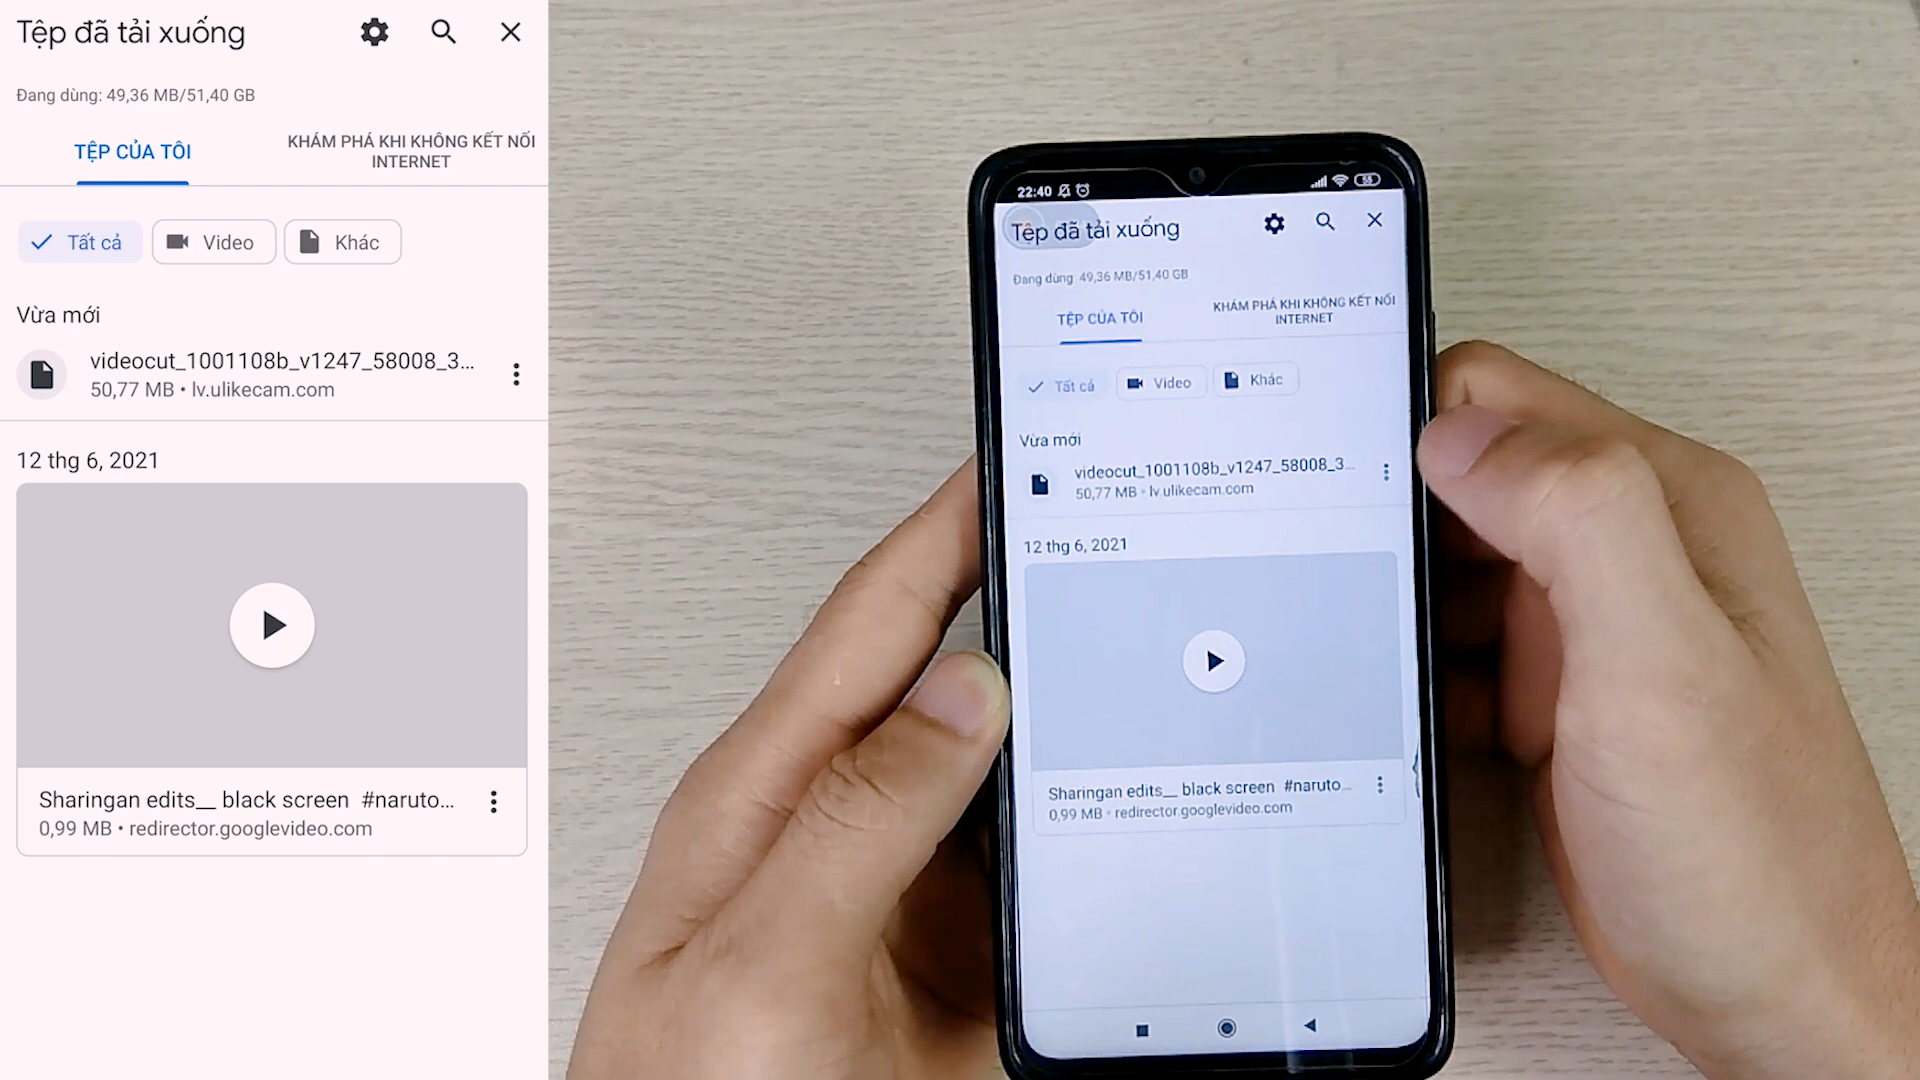 Tệp đã tải xuống
Đang dùng: 49,36 MB/51,40 GB
TỆP CỦA TÔI
KHÁM PHÁ KHI KHÔNG KẾT NỐI
INTERNET
Tất cả
Video
Khác
Vừa mới
videocut_1001108b_v1247_58008_3...
50,77 MB • lv.ulikecam.com
12 thg 6, 2021
Sharingan edits__ black screen #naruto...
0,99 MB • redirector.googlevideo.com
22:40
55
Tệp đã tải xuống
Đang dùng: 49,36 MB/51,40 GB
TỆP CỦA TÔI
KHÁM PHÁ KHI KHÔNG KẾT NỐI
INTERNET
Tất cả
Video
Khác
Vừa mới
videocut_1001108b_v1247_58008_3...
50,77 MB • lv.ulikecam.com
12 thg 6, 2021
Sharingan edits__ black screen #naruto...
0,99 MB • redirector.googlevideo.com